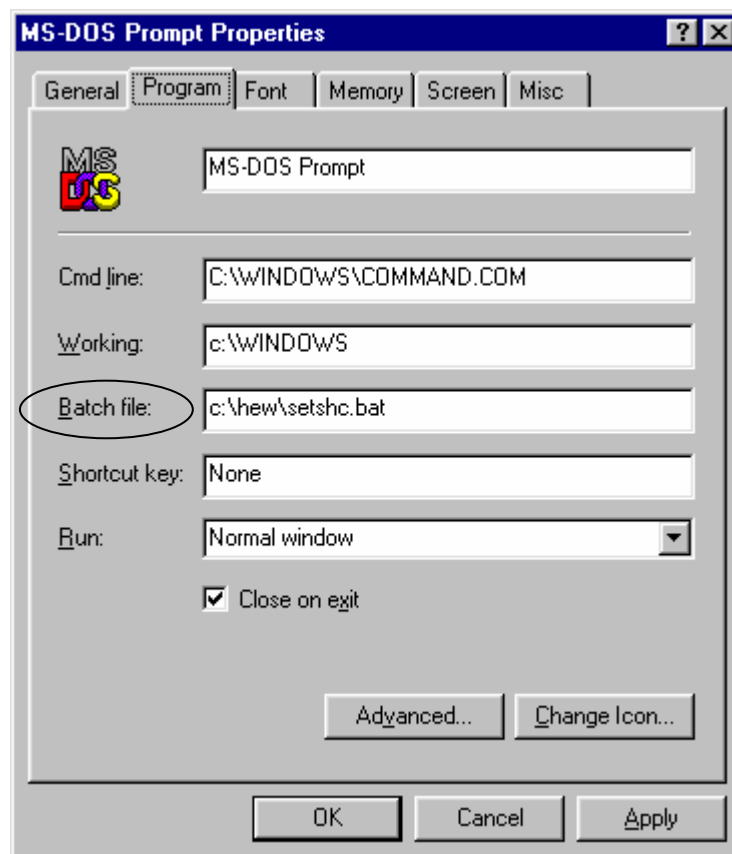 MS-DOS Prompt Properties
? X
General Program Font Memory Screen Misc
MS DOS
MS-DOS Prompt
Cmd line: C:\WINDOWS\COMMAND.COM
Working: c:\WINDOWS
Batch file: c:\hew\setshc.bat
Shortcut key: None
Run: Normal window
Close on exit
Advanced... Change Icon...
OK Cancel Apply